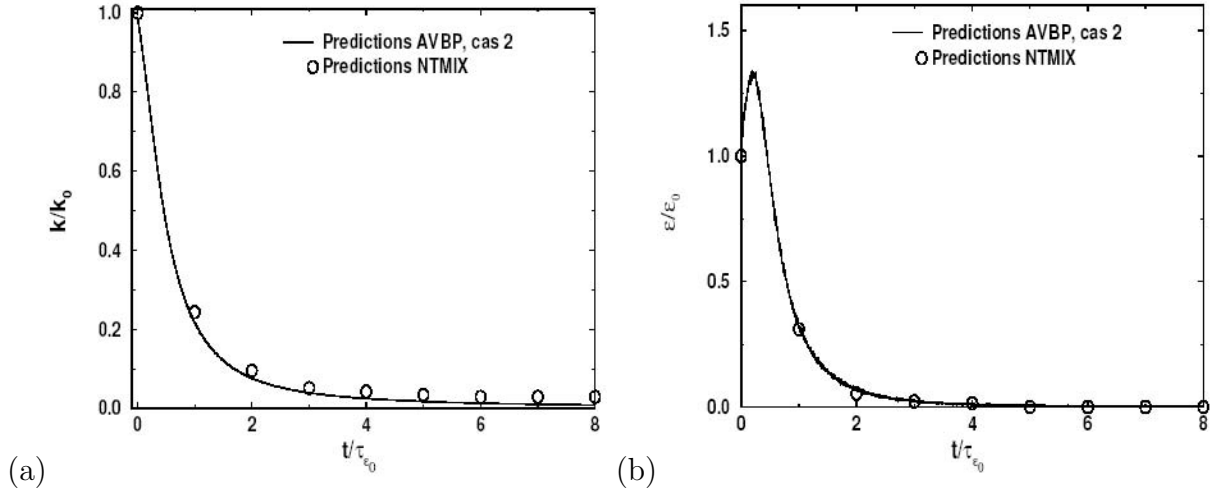 1.0
0.8
0.6
0.4
0.2
0.0
k/k₀
Predictions AVBP, cas 2
Predictions NTMIX
0 2 4 6 8
t/τ_ε₀
(a)
1.5
1.0
0.5
0.0
ε/ε₀
Predictions AVBP, cas 2
Predictions NTMIX
0 2 4 6 8
t/τ_ε₀
(b)